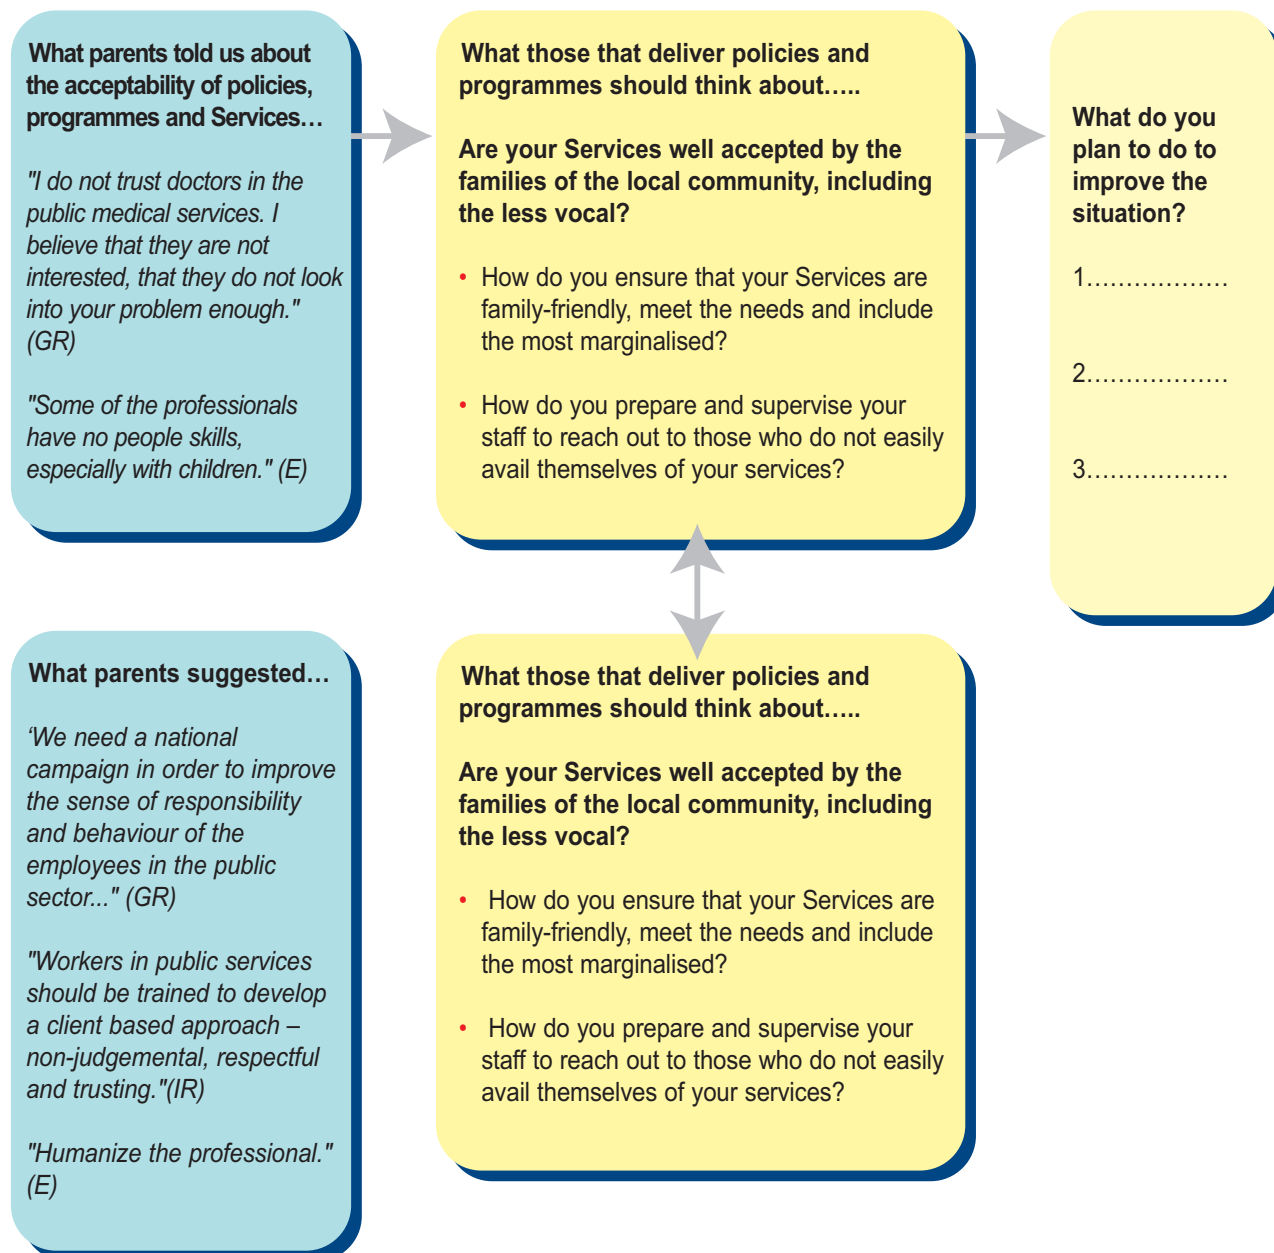 What parents told us about
the acceptability of policies,
programmes and Services…
"I do not trust doctors in the
public medical services. I
believe that they are not
interested, that they do not look
into your problem enough."
(GR)
"Some of the professionals
have no people skills,
especially with children." (E)
What those that deliver policies and
programmes should think about…..
Are your Services well accepted by the
families of the local community, including
the less vocal?
• How do you ensure that your Services are
family-friendly, meet the needs and include
the most marginalised?
• How do you prepare and supervise your
staff to reach out to those who do not easily
avail themselves of your services?
What do you
plan to do to
improve the
situation?
1………………
2………………
3………………
What parents suggested…
‘We need a national
campaign in order to improve
the sense of responsibility
and behaviour of the
employees in the public
sector..." (GR)
"Workers in public services
should be trained to develop
a client based approach –
non-judgemental, respectful
and trusting."(IR)
"Humanize the professional."
(E)
What those that deliver policies and
programmes should think about…..
Are your Services well accepted by the
families of the local community, including
the less vocal?
• How do you ensure that your Services are
family-friendly, meet the needs and include
the most marginalised?
• How do you prepare and supervise your
staff to reach out to those who do not easily
avail themselves of your services?